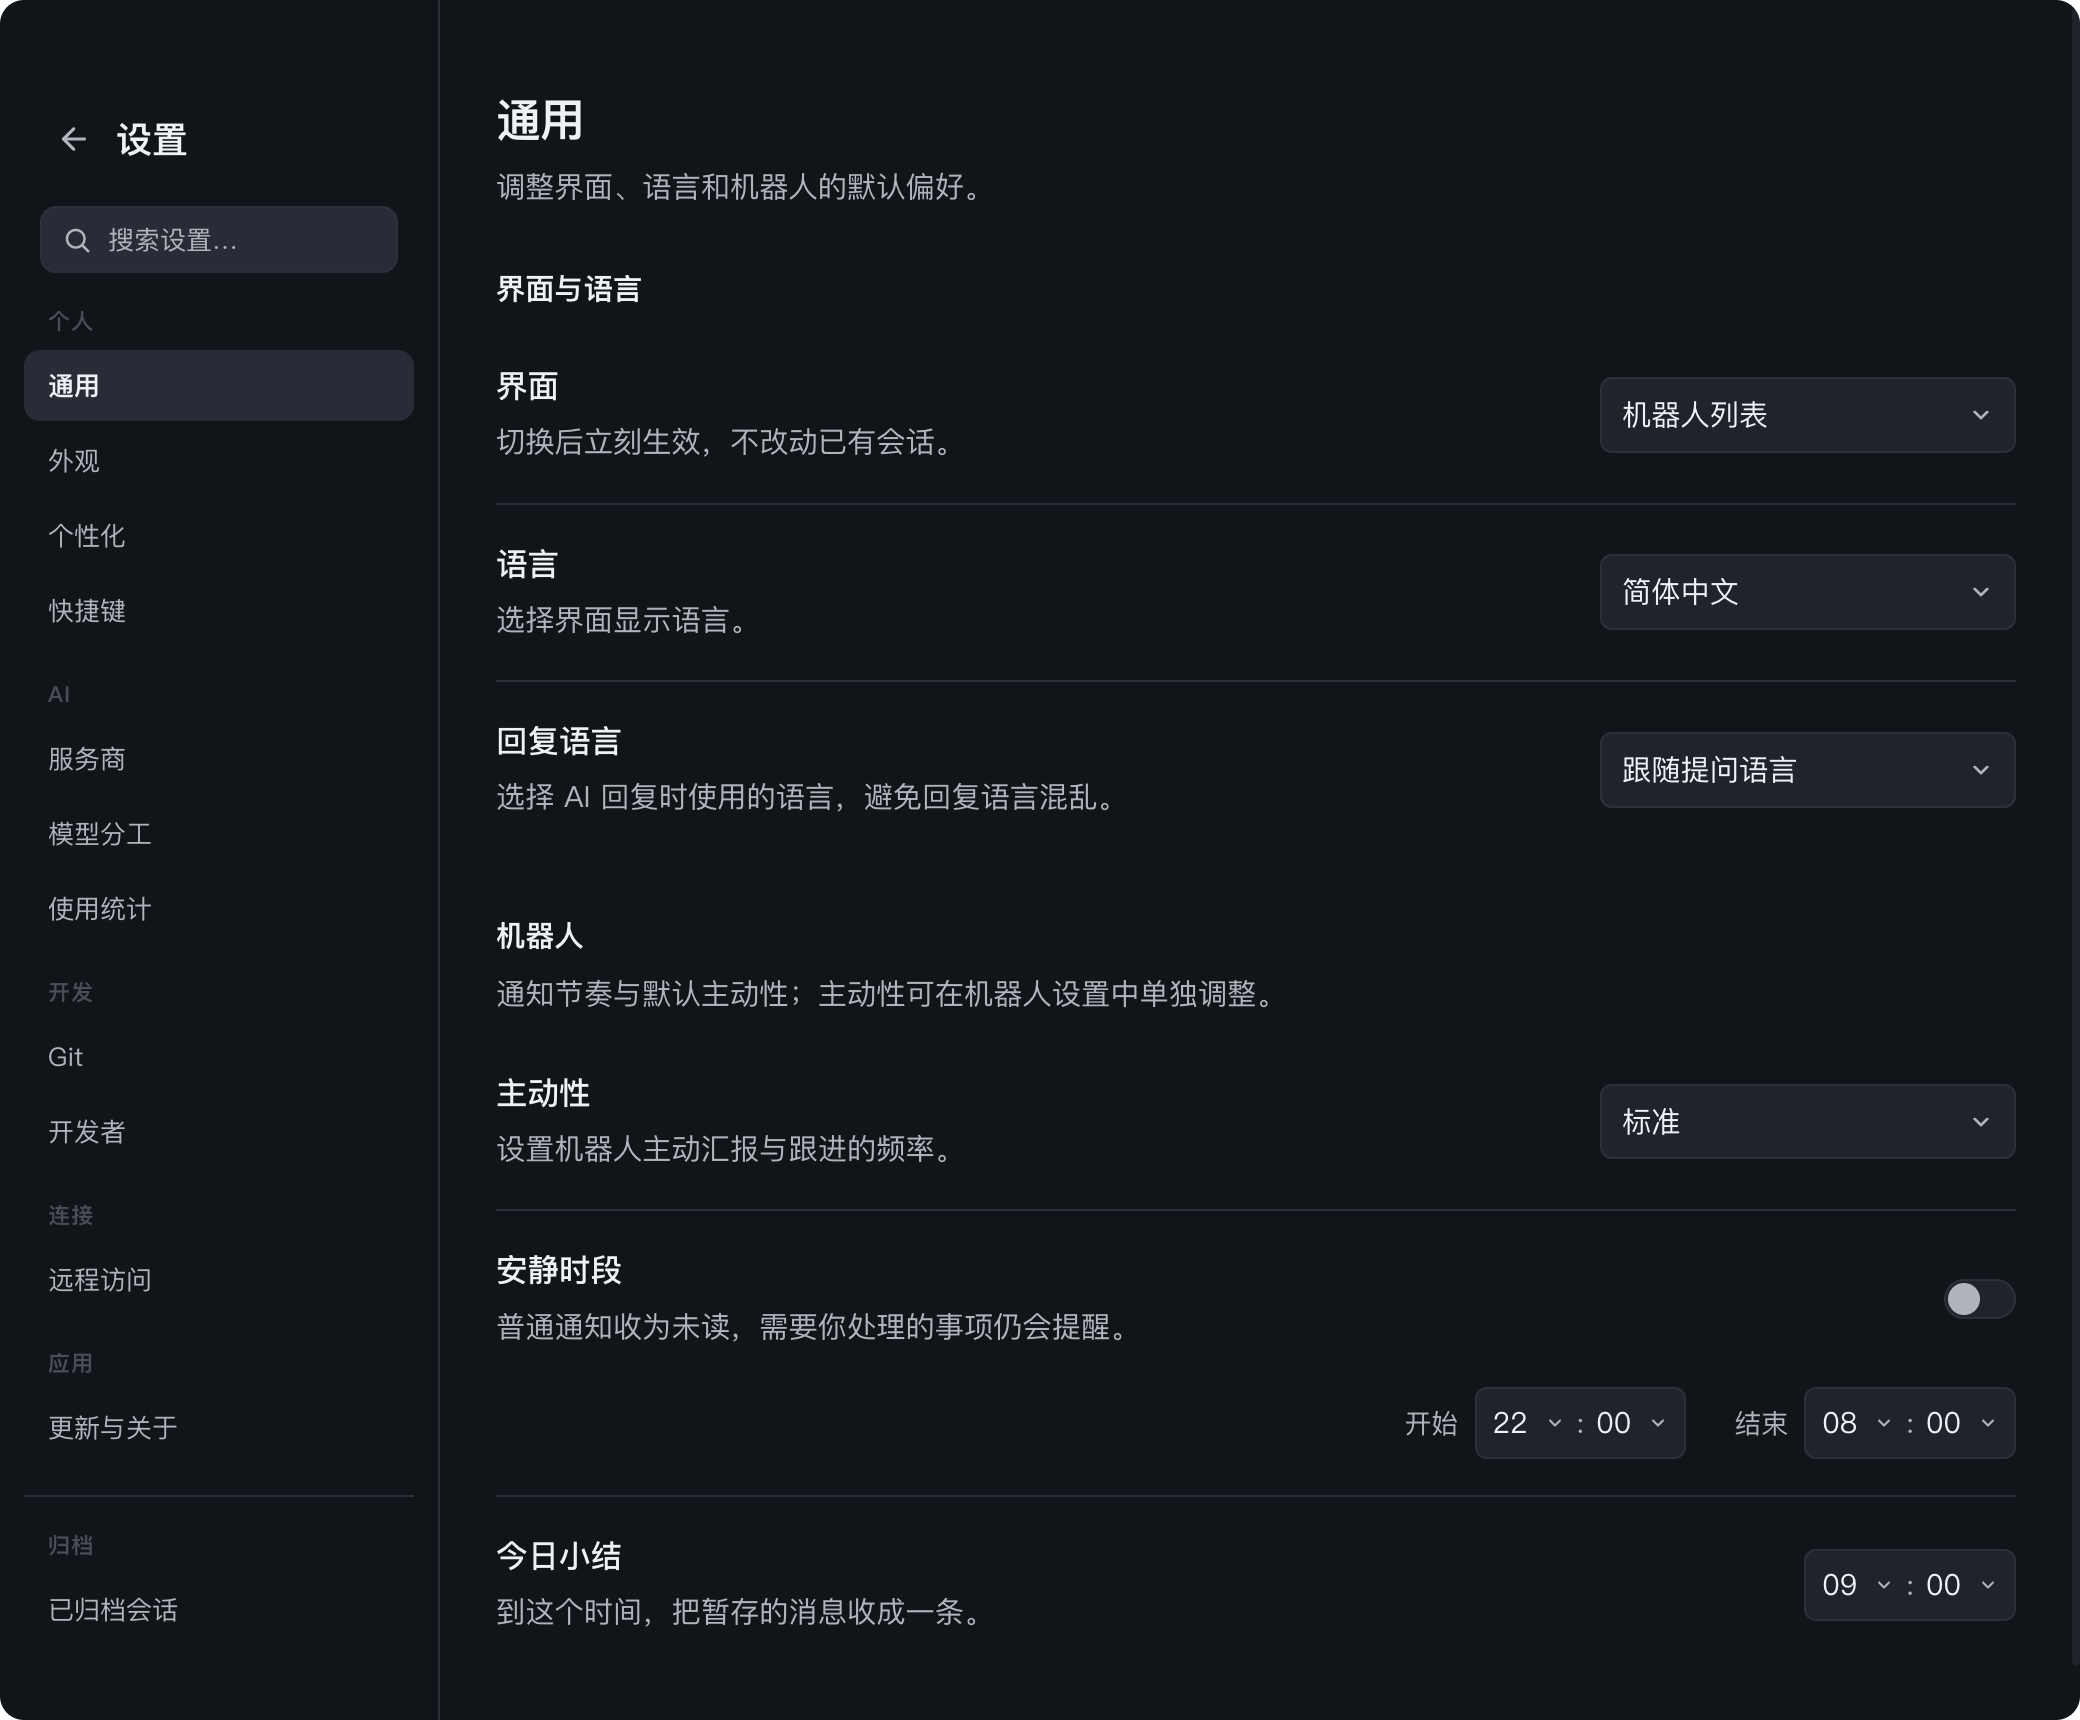 设置
搜索设置...
个人
通用
外观
个性化
快捷键
AI
服务商
模型分工
使用统计
开发
Git
开发者
连接
远程访问
应用
更新与关于
归档
已归档会话
通用
调整界面、语言和机器人的默认偏好。
界面与语言
界面
切换后立刻生效，不改动已有会话。
机器人列表
语言
选择界面显示语言。
简体中文
回复语言
选择 AI 回复时使用的语言，避免回复语言混乱。
跟随提问语言
机器人
通知节奏与默认主动性；主动性可在机器人设置中单独调整。
主动性
设置机器人主动汇报与跟进的频率。
标准
安静时段
普通通知收为未读，需要你处理的事项仍会提醒。
开始 22 : 00 结束 08 : 00
今日小结
到这个时间，把暂存的消息收成一条。
09 : 00